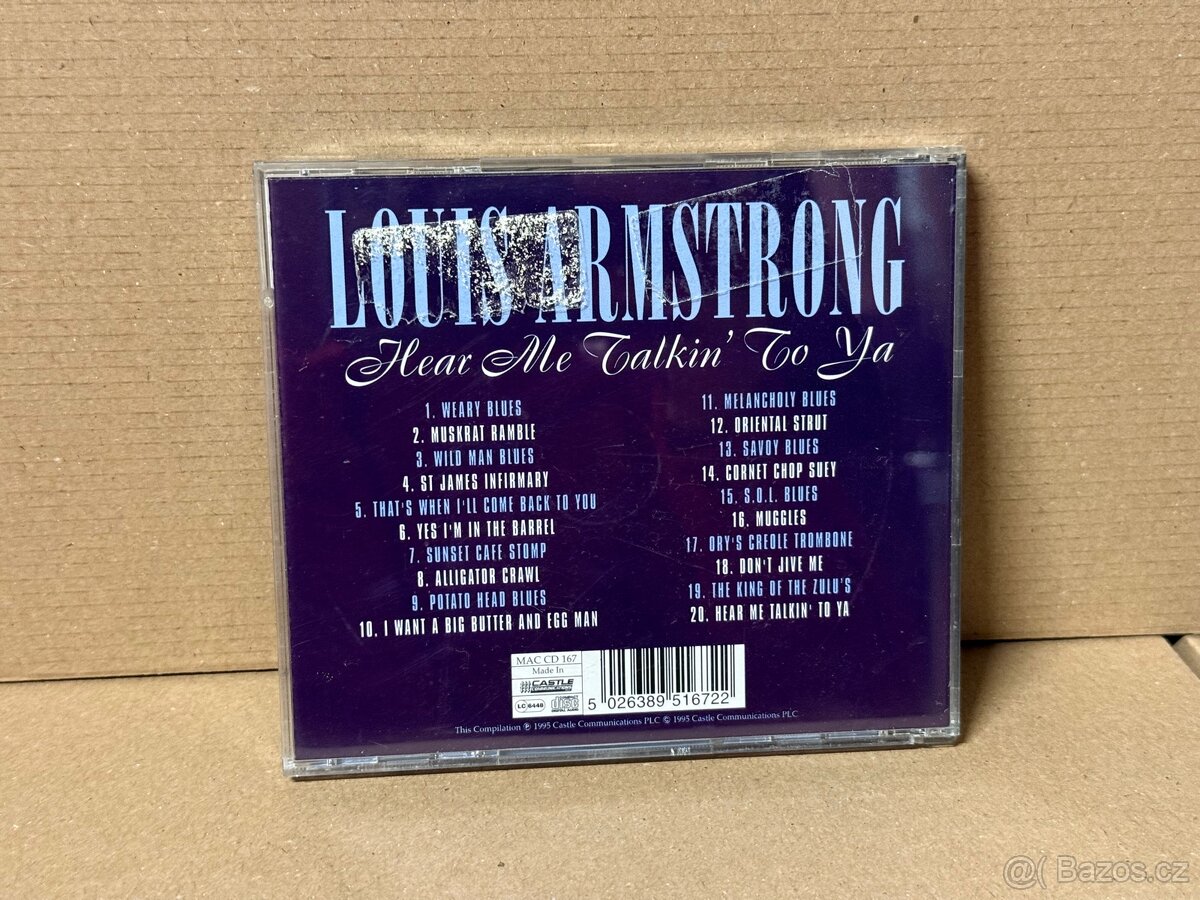 LOUIS ARMSTRONG
Hear Me Talkin' To Ya
1. WEARY BLUES
2. MUSKRAT RAMBLE
3. WILD MAN BLUES
4. ST JAMES INFIRMARY
5. THAT'S WHEN I'LL COME BACK TO YOU
6. YES I'M IN THE BARREL
7. SUNSET CAFE STOMP
8. ALLIGATOR CRAWL
9. POTATO HEAD BLUES
10. I WANT A BIG BUTTER AND EGG MAN
11. MELANCHOLY BLUES
12. ORIENTAL STRUT
13. SAVOY BLUES
14. CORNET CHOP SUEY
15. S.O.L. BLUES
16. MUGGLES
17. ORY'S CREOLE TROMBONE
18. DON'T JIVE ME
19. THE KING OF THE ZULU'S
20. HEAR ME TALKIN' TO YA
MAC CD 167
Made In
CASTLE
COMMUNICATIONS
LC 6448
COMPACT
disc
DIGITAL AUDIO
5 026389 516722
This Compilation ℗ 1995 Castle Communications PLC © 1995 Castle Communications PLC
@( Bazos.cz